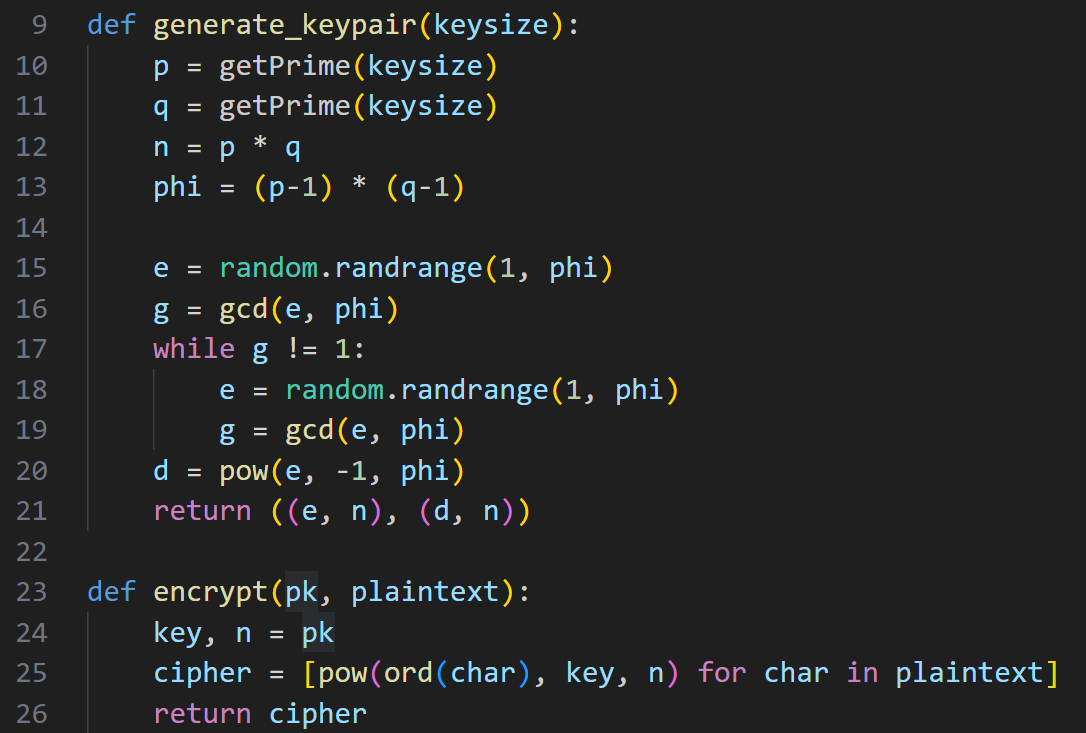 9 def generate_keypair(keysize):
10     p = getPrime(keysize)
11     q = getPrime(keysize)
12     n = p * q
13     phi = (p-1) * (q-1)
14
15     e = random.randrange(1, phi)
16     g = gcd(e, phi)
17     while g != 1:
18         e = random.randrange(1, phi)
19         g = gcd(e, phi)
20     d = pow(e, -1, phi)
21     return ((e, n), (d, n))
22
23 def encrypt(pk, plaintext):
24     key, n = pk
25     cipher = [pow(ord(char), key, n) for char in plaintext]
26     return cipher